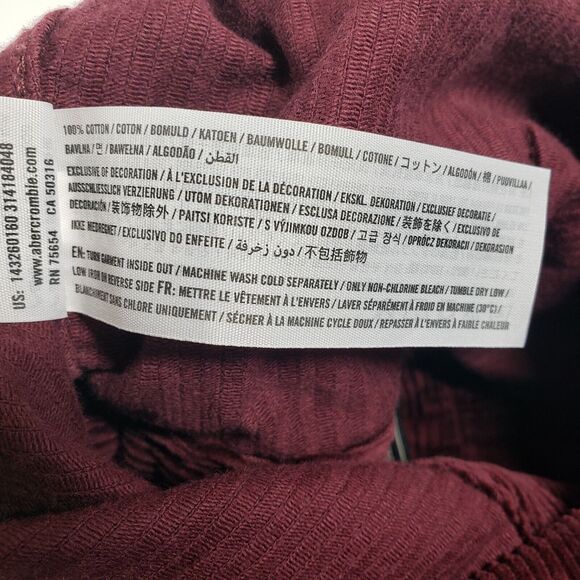 US: 143260160 314184048
www.abercrombie.com
RN 75654 CA 50316
100% COTTON / COTTON / BOMULD / KATOEN / BAUMWOLLE / BOMULL / COTONE / コットン / ALGODÓN / 棉 / PUUVILLAA /
BAVLNA / 면 / BAWEŁNA / ALGODÃO / القطن
EXCLUSIVE OF DECORATION / À L'EXCLUSION DE LA DÉCORATION / EKSKL. DEKORATION / EXCLUSIEF DECORATIE /
AUSSCHLIESSLICH VERZIERUNG / UTOM DEKORATIONEN / ESCLUSA DECORAZIONE / 装飾を除く / EXCLUSIVO DE
DECORACIÓN / 装饰物除外 / PAITSI KORISTE / S VÝJIMKOU OZDOB / 고급 장식 / OPRÓCZ DEKORACJI / DEKORASJON
IKKE MEDREGNET / EXCLUSIVO DO ENFEITE / دون زخرفة / 不包括飾物
EN: TURN GARMENT INSIDE OUT / MACHINE WASH COLD SEPARATELY / ONLY NON-CHLORINE BLEACH / TUMBLE DRY LOW /
LOW IRON ON REVERSE SIDE FR: METTRE LE VÊTEMENT À L'ENVERS / LAVER SÉPARÉMENT À FROID EN MACHINE (30°C) /
BLANCHIMENT SANS CHLORE UNIQUEMENT / SÉCHER À LA MACHINE CYCLE DOUX / REPASSER À L'ENVERS À FAIBLE CHALEUR